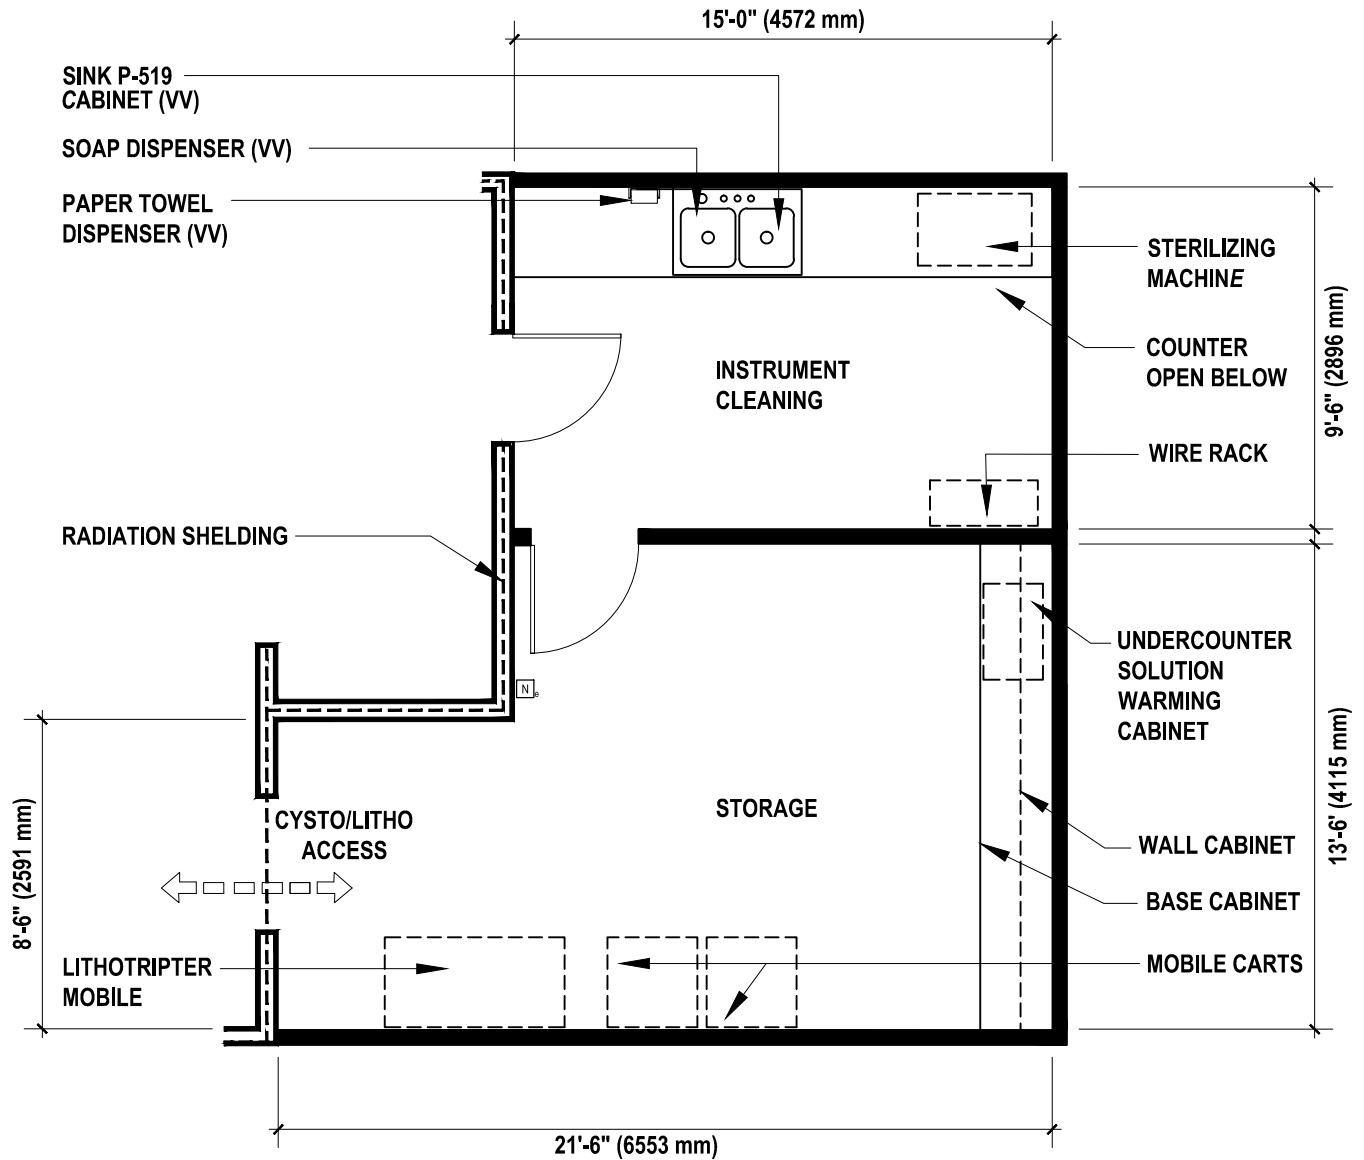 15'-0" (4572 mm)
SINK P-519
CABINET (VV)
SOAP DISPENSER (VV)
PAPER TOWEL
DISPENSER (VV)
STERILIZING
MACHINE
9'-6" (2896 mm)
COUNTER
OPEN BELOW
INSTRUMENT
CLEANING
WIRE RACK
RADIATION SHELDING
UNDERCOUNTER
SOLUTION
WARMING
CABINET
N
e
13'-6' (4115 mm)
8'-6" (2591 mm)
CYSTO/LITHO
ACCESS
STORAGE
WALL CABINET
BASE CABINET
LITHOTRIPTER
MOBILE
MOBILE CARTS
21'-6" (6553 mm)